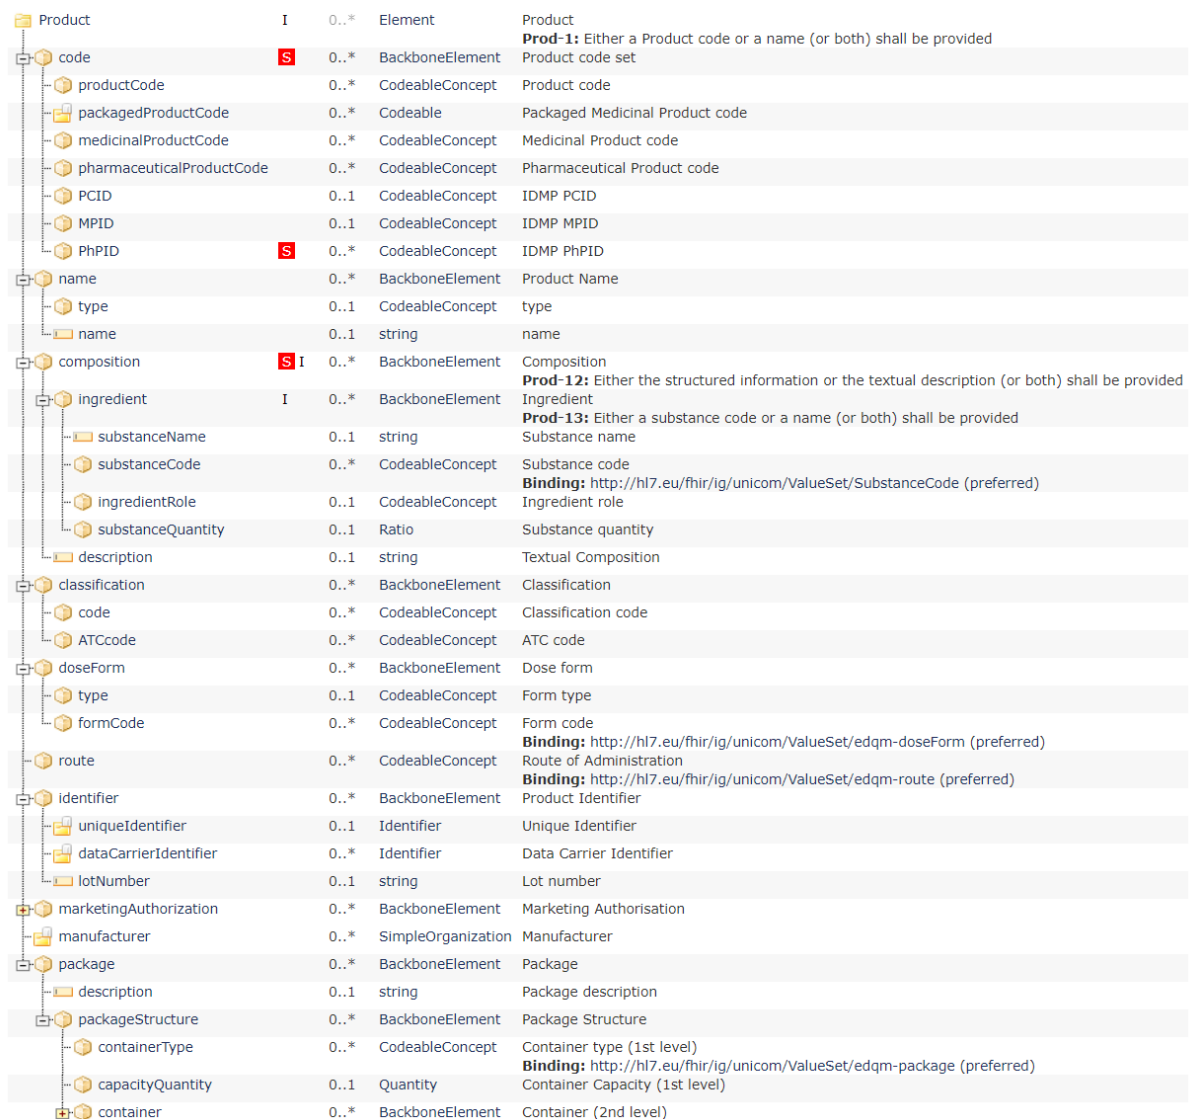 Product I 0..* Element Product
Prod-1: Either a Product code or a name (or both) shall be provided
code S 0..* BackboneElement Product code set
productCode 0..* CodeableConcept Product code
packagedProductCode 0..* Codeable Packaged Medicinal Product code
medicinalProductCode 0..* CodeableConcept Medicinal Product code
pharmaceuticalProductCode 0..* CodeableConcept Pharmaceutical Product code
PCID 0..1 CodeableConcept IDMP PCID
MPID 0..1 CodeableConcept IDMP MPID
PhPID S 0..* CodeableConcept IDMP PhPID
name 0..* BackboneElement Product Name
type 0..1 CodeableConcept type
name 0..1 string name
composition S I 0..* BackboneElement Composition
Prod-12: Either the structured information or the textual description (or both) shall be provided
ingredient I 0..* BackboneElement Ingredient
Prod-13: Either a substance code or a name (or both) shall be provided
substanceName 0..1 string Substance name
substanceCode 0..* CodeableConcept Substance code
Binding: http://hl7.eu/fhir/ig/unicom/ValueSet/SubstanceCode (preferred)
ingredientRole 0..1 CodeableConcept Ingredient role
substanceQuantity 0..1 Ratio Substance quantity
description 0..1 string Textual Composition
classification 0..* BackboneElement Classification
code 0..* CodeableConcept Classification code
ATCcode 0..* CodeableConcept ATC code
doseForm 0..* BackboneElement Dose form
type 0..1 CodeableConcept Form type
formCode 0..* CodeableConcept Form code
Binding: http://hl7.eu/fhir/ig/unicom/ValueSet/edqm-doseForm (preferred)
route 0..* CodeableConcept Route of Administration
Binding: http://hl7.eu/fhir/ig/unicom/ValueSet/edqm-route (preferred)
identifier 0..* BackboneElement Product Identifier
uniqueIdentifier 0..1 Identifier Unique Identifier
dataCarrierIdentifier 0..* Identifier Data Carrier Identifier
lotNumber 0..1 string Lot number
marketingAuthorization 0..* BackboneElement Marketing Authorisation
manufacturer 0..* SimpleOrganization Manufacturer
package 0..* BackboneElement Package
description 0..1 string Package description
packageStructure 0..* BackboneElement Package Structure
containerType 0..* CodeableConcept Container type (1st level)
Binding: http://hl7.eu/fhir/ig/unicom/ValueSet/edqm-package (preferred)
capacityQuantity 0..1 Quantity Container Capacity (1st level)
container 0..* BackboneElement Container (2nd level)